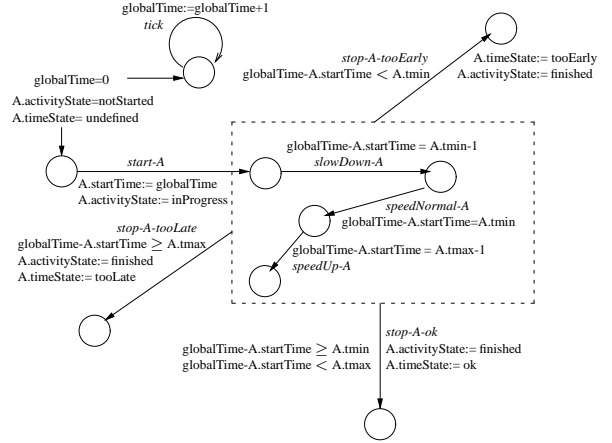 globalTime:=globalTime+1
tick
globalTime=0
A.activityState=notStarted
A.timeState= undefined
stop-A-tooEarly
globalTime-A.startTime < A.tmin
A.timeState:= tooEarly
A.activityState:= finished
start-A
A.startTime:= globalTime
A.activityState:= inProgress
globalTime-A.startTime = A.tmin-1
slowDown-A
speedNormal-A
globalTime-A.startTime=A.tmin
globalTime-A.startTime = A.tmax-1
speedUp-A
stop-A-tooLate
globalTime-A.startTime ≥ A.tmax
A.activityState:= finished
A.timeState:= tooLate
globalTime-A.startTime ≥ A.tmin
globalTime-A.startTime < A.tmax
stop-A-ok
A.activityState:= finished
A.timeState:= ok